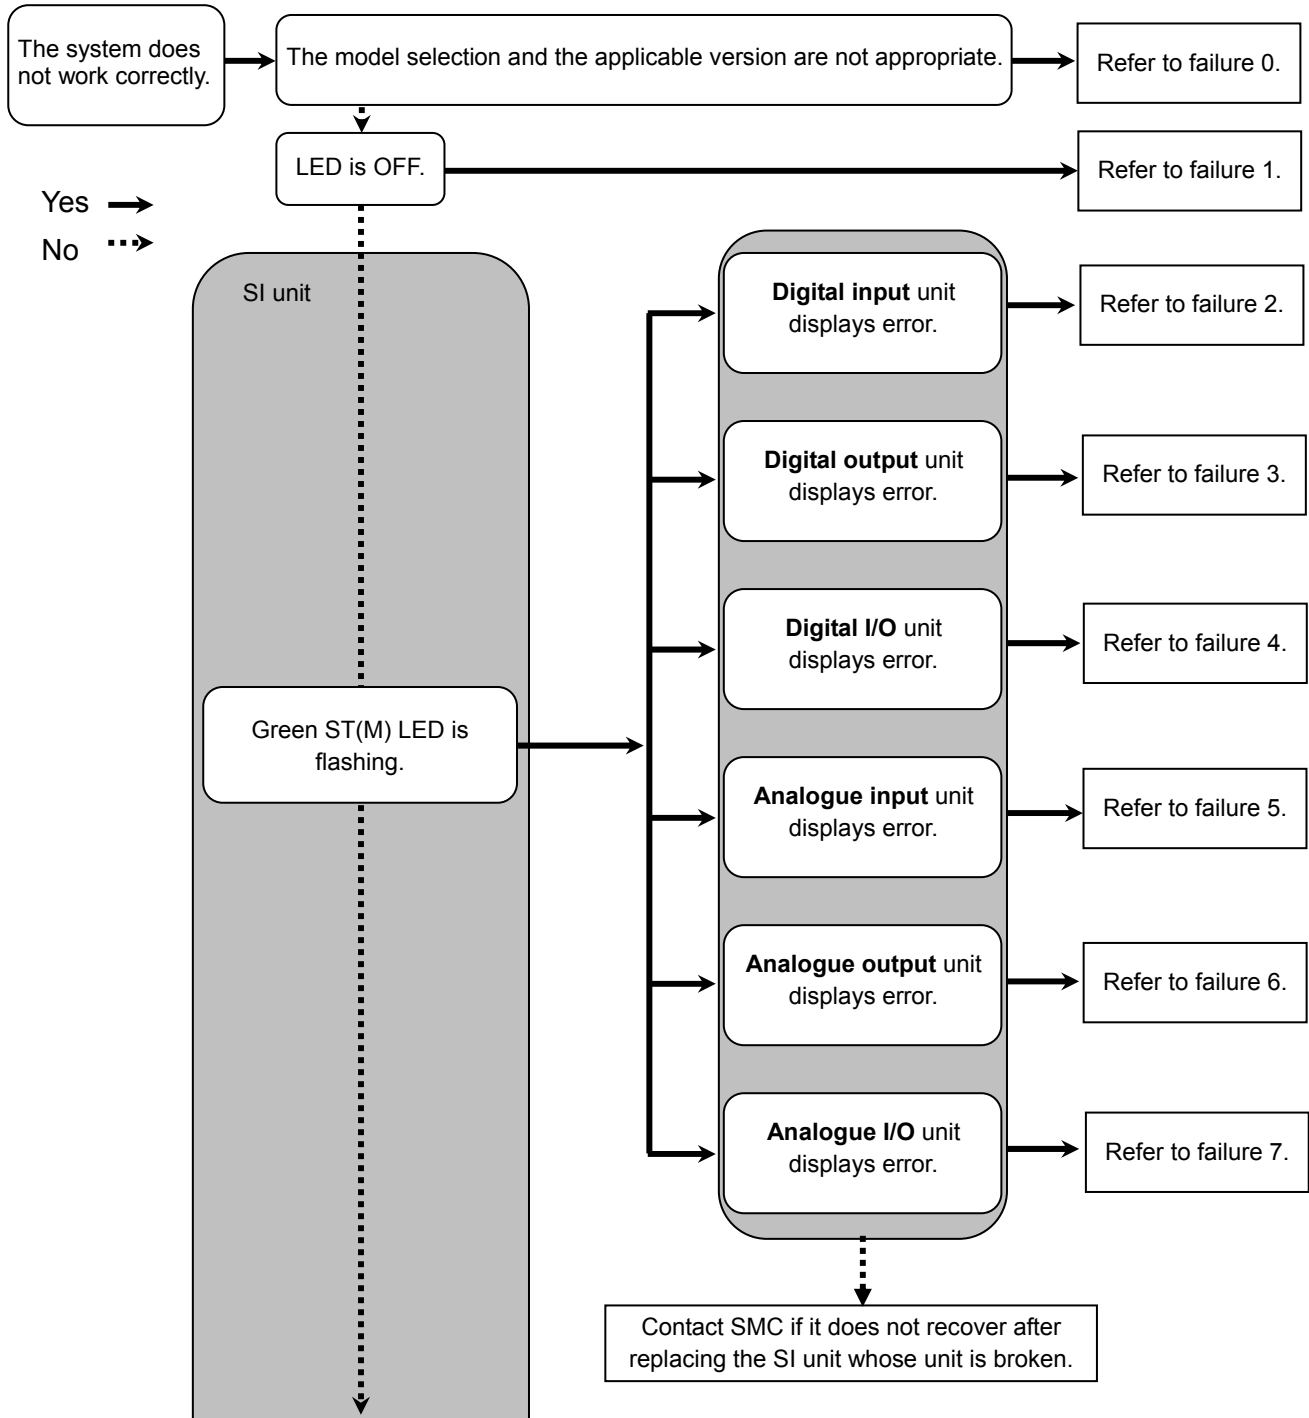 The system does
not work correctly.
The model selection and the applicable version are not appropriate.
Refer to failure 0.
LED is OFF.
Refer to failure 1.
Yes
No
SI unit
Digital input unit
displays error.
Refer to failure 2.
Digital output unit
displays error.
Refer to failure 3.
Digital I/O unit
displays error.
Refer to failure 4.
Green ST(M) LED is
flashing.
Analogue input unit
displays error.
Refer to failure 5.
Analogue output unit
displays error.
Refer to failure 6.
Analogue I/O unit
displays error.
Refer to failure 7.
Contact SMC if it does not recover after
replacing the SI unit whose unit is broken.